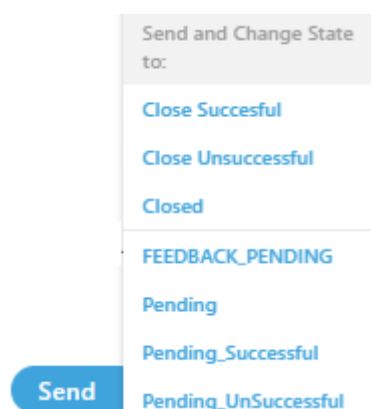 Send and Change State
to:
Close Succesful
Close Unsuccessful
Closed
FEEDBACK_PENDING
Pending
Pending_Successful
Send
Pending_UnSuccessful